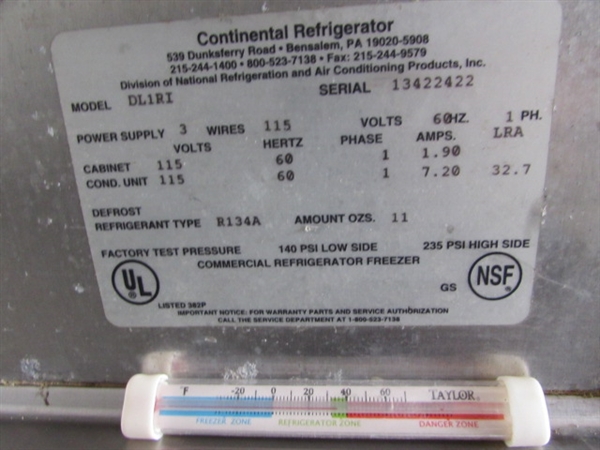 Continental Refrigerator
539 Dunksferry Road • Bensalem, PA 19020-5908
215-244-1400 • 800-523-7138 • Fax: 215-244-9579
Division of National Refrigeration and Air Conditioning Products, Inc.
MODEL DL1RI SERIAL 13422422
POWER SUPPLY 3 WIRES 115 VOLTS 60HZ. 1 PH.
VOLTS HERTZ PHASE AMPS. LRA
CABINET 115 60 1 1.90
COND. UNIT 115 60 1 7.20 32.7
DEFROST
REFRIGERANT TYPE R134A AMOUNT OZS. 11
FACTORY TEST PRESSURE 140 PSI LOW SIDE 235 PSI HIGH SIDE
COMMERCIAL REFRIGERATOR FREEZER
UL NSF
GS
LISTED 382P
IMPORTANT NOTICE: FOR WARRANTY PARTS AND SERVICE AUTHORIZATION
CALL THE SERVICE DEPARTMENT AT 1-800-523-7138
°F -20 0 20 40 60 TAYLOR
FREEZER ZONE REFRIGERATOR ZONE DANGER ZONE